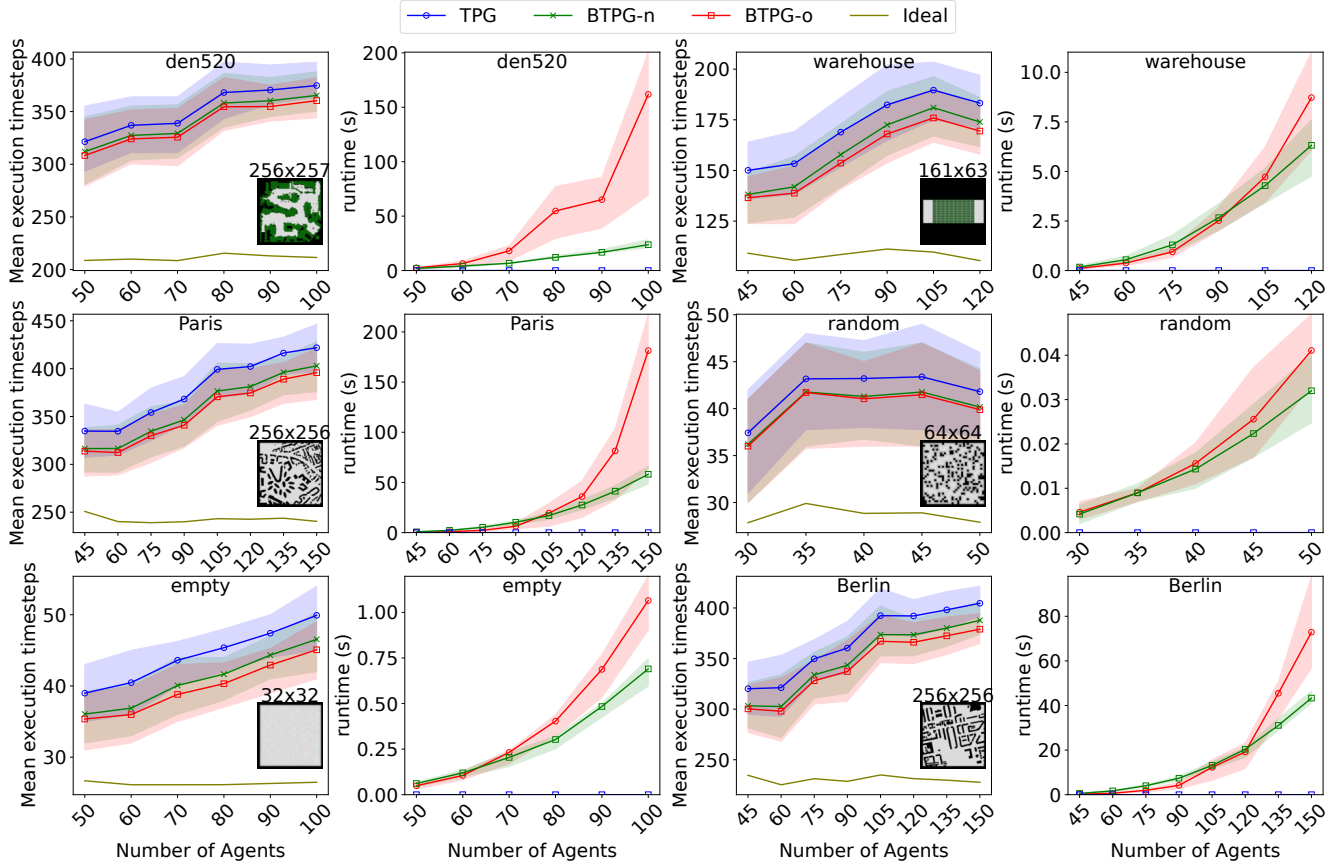 TPG BTPG-n BTPG-o Ideal
Mean execution timesteps
400
350
300
250
200
50 60 70 80 90 100
den520
256x257
runtime (s)
200
150
100
50
0
50 60 70 80 90 100
den520
Mean execution timesteps
200
175
150
125
45 60 75 90 105 120
warehouse
161x63
runtime (s)
10.0
7.5
5.0
2.5
0.0
45 60 75 90 105 120
warehouse
Mean execution timesteps
450
400
350
300
250
45 60 75 90 105 120 135 150
Paris
256x256
runtime (s)
200
150
100
50
0
45 60 75 90 105 120 135 150
Paris
Mean execution timesteps
50
45
40
35
30
30 35 40 45 50
random
64x64
runtime (s)
0.04
0.03
0.02
0.01
0.00
30 35 40 45 50
random
Mean execution timesteps
50
40
30
50 60 70 80 90 100
empty
32x32
Number of Agents
runtime (s)
1.00
0.75
0.50
0.25
0.00
50 60 70 80 90 100
empty
Number of Agents
Mean execution timesteps
400
350
300
250
45 60 75 90 105 120 135 150
Berlin
256x256
Number of Agents
runtime (s)
80
60
40
20
0
45 60 75 90 105 120 135 150
Berlin
Number of Agents